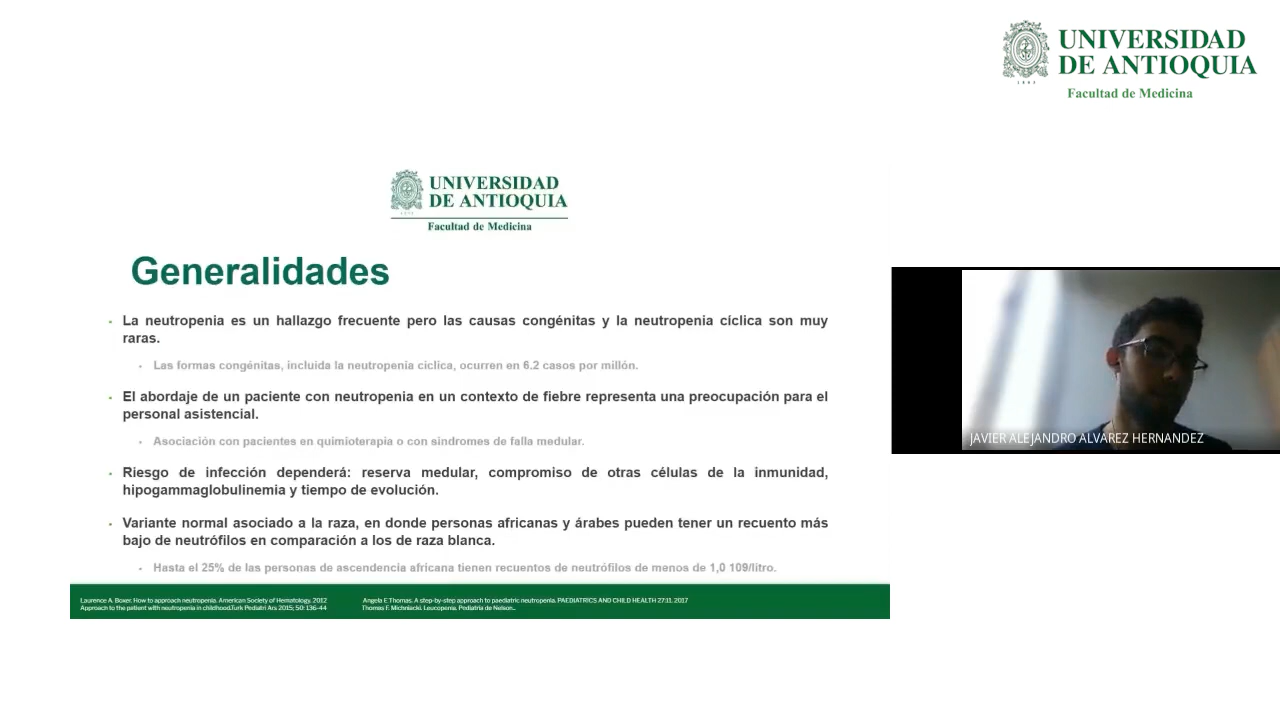 UNIVERSIDAD
DE ANTIOQUIA
Facultad de Medicina
UNIVERSIDAD
DE ANTIOQUIA
Facultad de Medicina
Generalidades
• La neutropenia es un hallazgo frecuente pero las causas congénitas y la neutropenia cíclica son muy
raras.
• Las formas congénitas, incluida la neutropenia cíclica, ocurren en 6.2 casos por millón.
• El abordaje de un paciente con neutropenia en un contexto de fiebre representa una preocupación para el
personal asistencial.
• Asociación con pacientes en quimioterapia o con síndromes de falla medular.
• Riesgo de infección dependerá: reserva medular, compromiso de otras células de la inmunidad,
hipogammaglobulinemia y tiempo de evolución.
• Variante normal asociado a la raza, en donde personas africanas y árabes pueden tener un recuento más
bajo de neutrófilos en comparación a los de raza blanca.
• Hasta el 25% de las personas de ascendencia africana tienen recuentos de neutrófilos de menos de 1,0 109/litro.
Laurence A. Boxer. How to approach neutropenia. American Society of Hematology. 2012
Approach to the patient with neutropenia in childhood.Turk Pediatri Ars 2015; 50: 136-44
Angela E Thomas. A step-by-step approach to paediatric neutropenia. PAEDIATRICS AND CHILD HEALTH 27:11. 2017
Thomas F. Michniacki. Leucopenia. Pediatría de Nelson..
JAVIER ALEJANDRO ALVAREZ HERNANDEZ